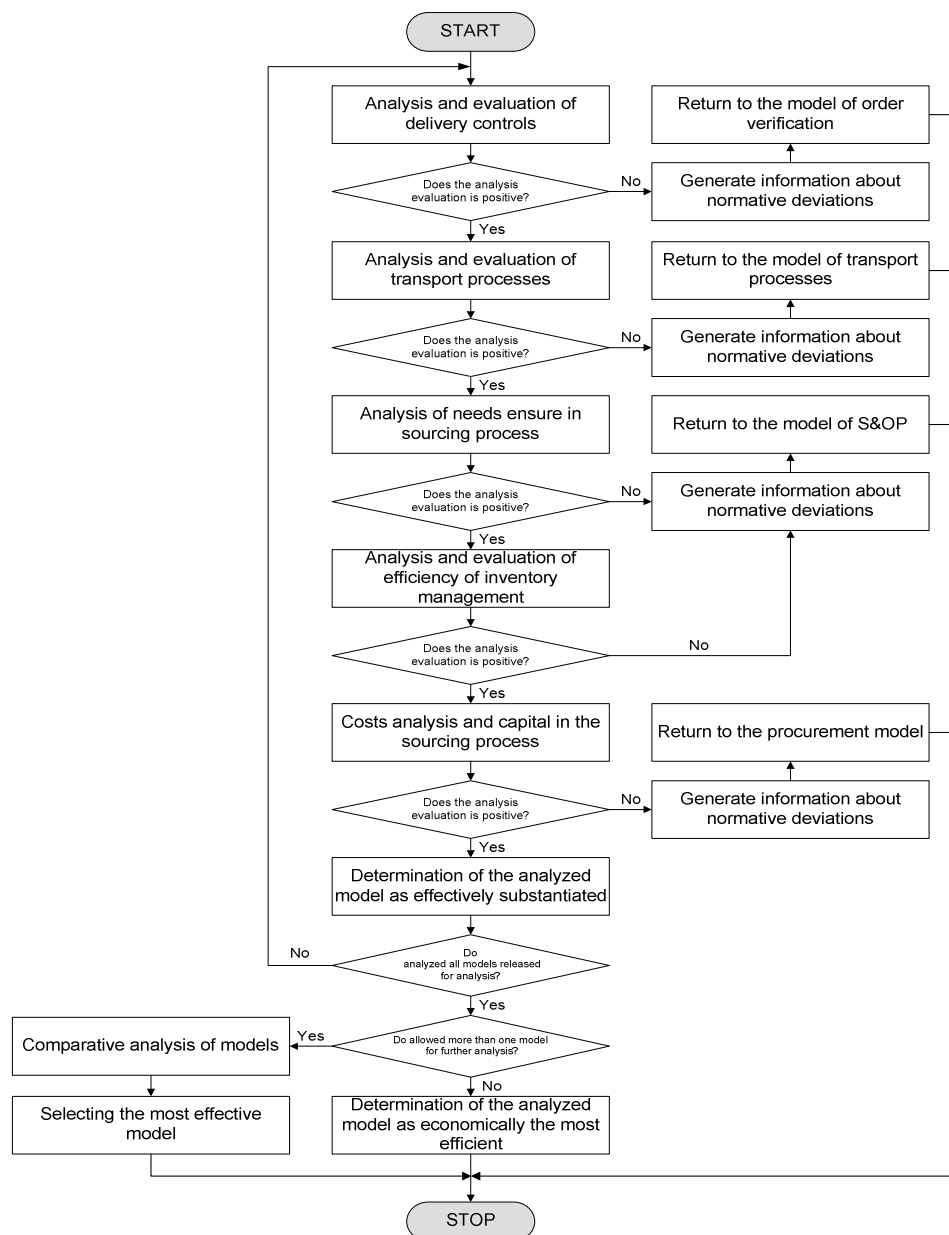 START
Analysis and evaluation of
delivery controls
Return to the model of order
verification
Does the analysis
evaluation is positive?
No
Generate information about
normative deviations
Yes
Analysis and evaluation of
transport processes
Return to the model of transport
processes
Does the analysis
evaluation is positive?
No
Generate information about
normative deviations
Yes
Analysis of needs ensure in
sourcing process
Return to the model of S&OP
Does the analysis
evaluation is positive?
No
Generate information about
normative deviations
Yes
Analysis and evaluation of
efficiency of inventory
management
Does the analysis
evaluation is positive?
No
Yes
Costs analysis and capital in the
sourcing process
Return to the procurement model
Does the analysis
evaluation is positive?
No
Generate information about
normative deviations
Yes
Determination of the analyzed
model as effectively substantiated
No
Do
analyzed all models released
for analysis?
Yes
Comparative analysis of models
Yes
Do allowed more than one model
for further analysis?
No
Selecting the most effective
model
Determination of the analyzed
model as economically the most
efficient
STOP